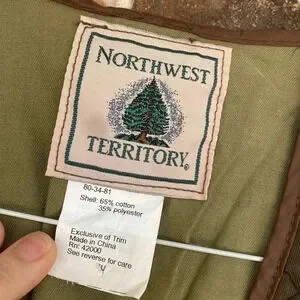 NORTHWEST
TERRITORY®
80-34-81
Shell: 65% cotton
35% polyester
Exclusive of Trim
Made in China
Rn: 42000
See reverse for care